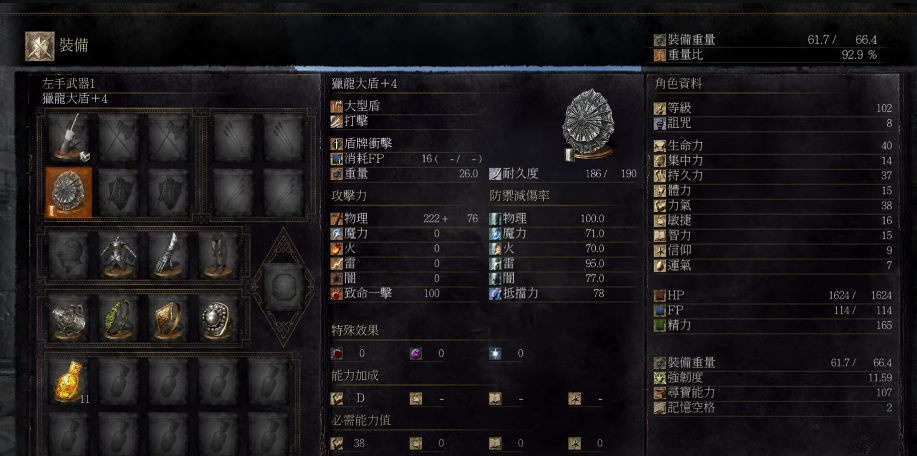 裝備
裝備重量 61.7 / 66.4
重量比 92.9 %
左手武器1
獵龍大盾+4
11
獵龍大盾+4
大型盾
打擊
盾牌衝擊
消耗FP 16 ( - / - )
重量 26.0
耐久度 186 / 190
攻擊力
物理 222 + 76
魔力 0
火 0
雷 0
闇 0
致命一擊 100
防禦減傷率
物理 100.0
魔力 71.0
火 70.0
雷 95.0
闇 77.0
抵擋力 78
特殊效果
0 0 0
能力加成
D - - -
必需能力值
38 0 0 0
角色資料
等級 102
詛咒 8
生命力 40
集中力 14
持久力 37
體力 15
力氣 38
敏捷 16
智力 15
信仰 9
運氣 7
HP 1624 / 1624
FP 114 / 114
精力 165
裝備重量 61.7 / 66.4
強韌度 11.59
尋寶能力 107
記憶空格 2